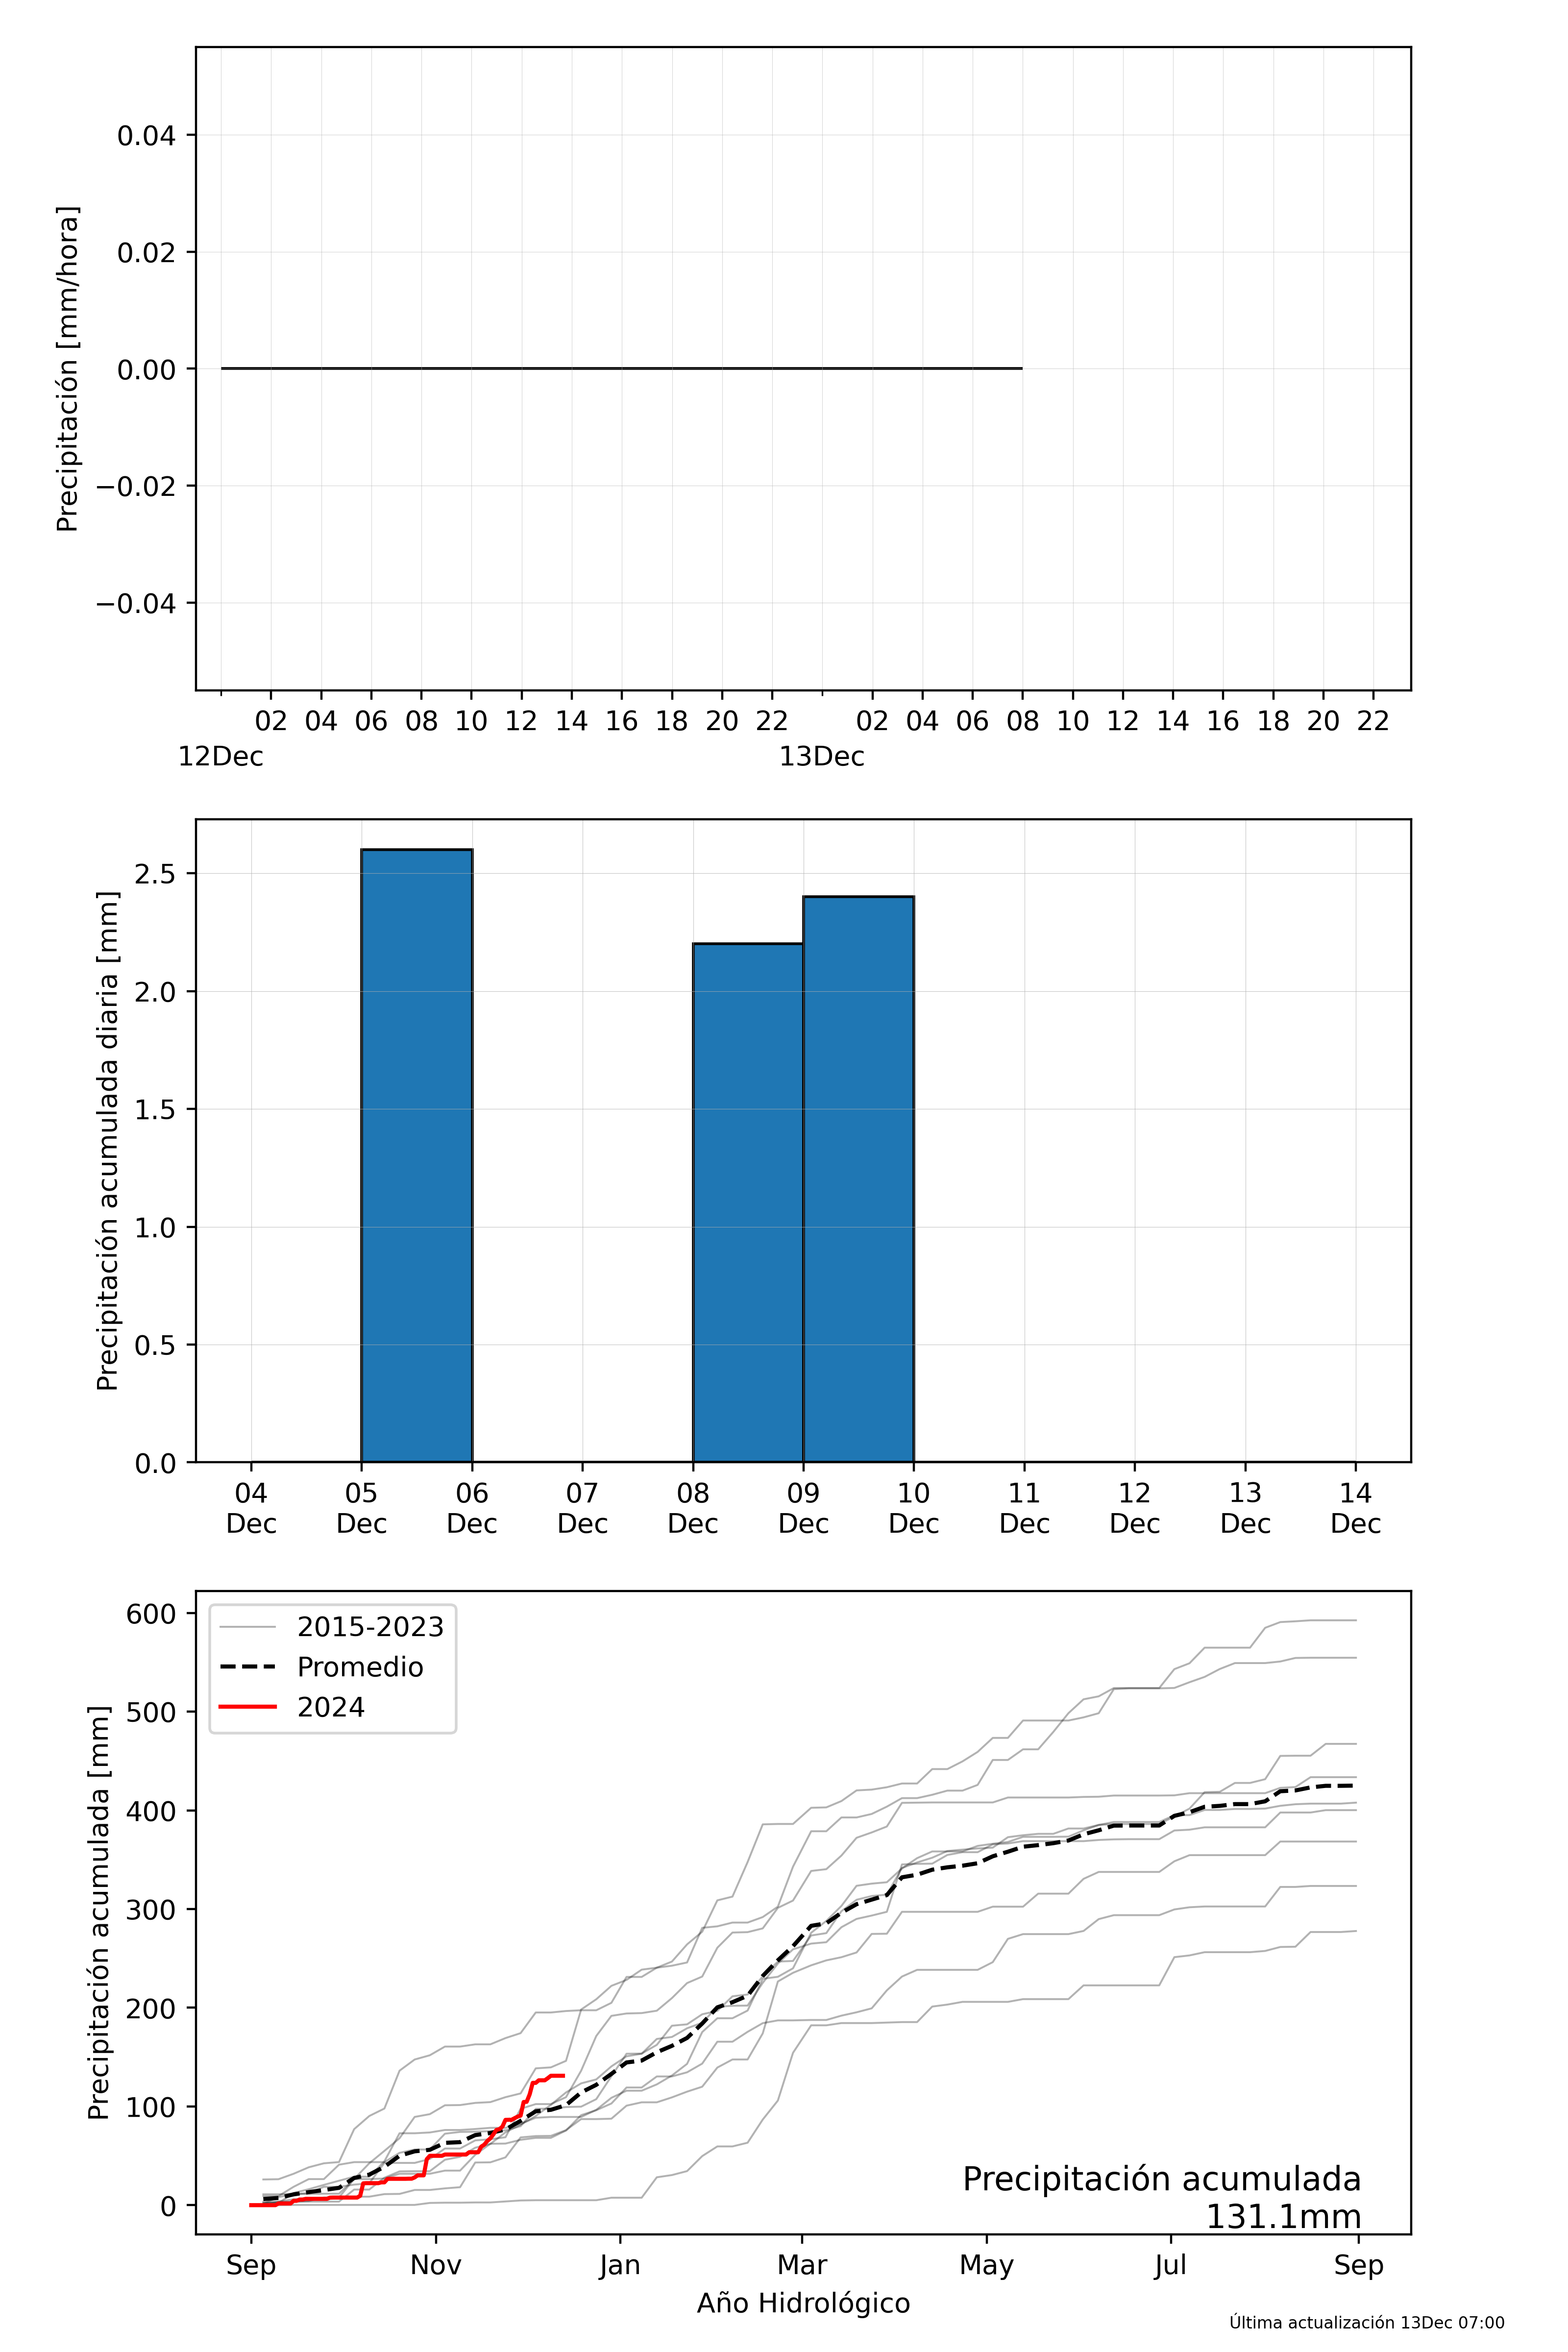 0.04
0.02
0.00
−0.02
−0.04
Precipitación [mm/hora]
02 04 06 08 10 12 14 16 18 20 22 02 04 06 08 10 12 14 16 18 20 22
12Dec 13Dec
2.5
2.0
1.5
1.0
0.5
0.0
Precipitación acumulada diaria [mm]
04 05 06 07 08 09 10 11 12 13 14
Dec Dec Dec Dec Dec Dec Dec Dec Dec Dec Dec
600
500
400
300
200
100
0
Precipitación acumulada [mm]
2015-2023
Promedio
2024
Precipitación acumulada
131.1mm
Sep Nov Jan Mar May Jul Sep
Año Hidrológico
Última actualización 13Dec 07:00